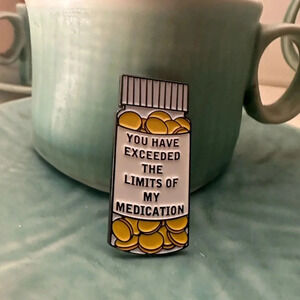 YOU HAVE
EXCEEDED
THE
LIMITS OF
MY
MEDICATION